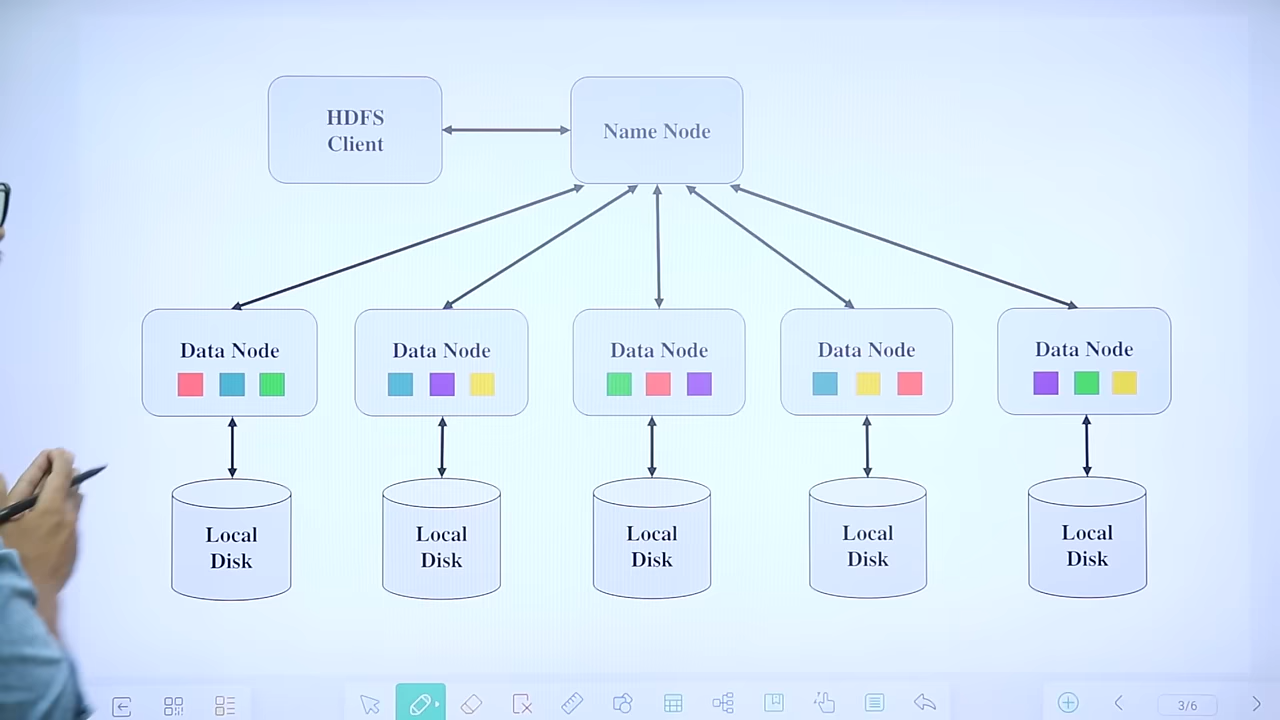 HDFS
Client
Name Node
Data Node
Data Node
Data Node
Data Node
Data Node
Local
Disk
Local
Disk
Local
Disk
Local
Disk
Local
Disk
3/6